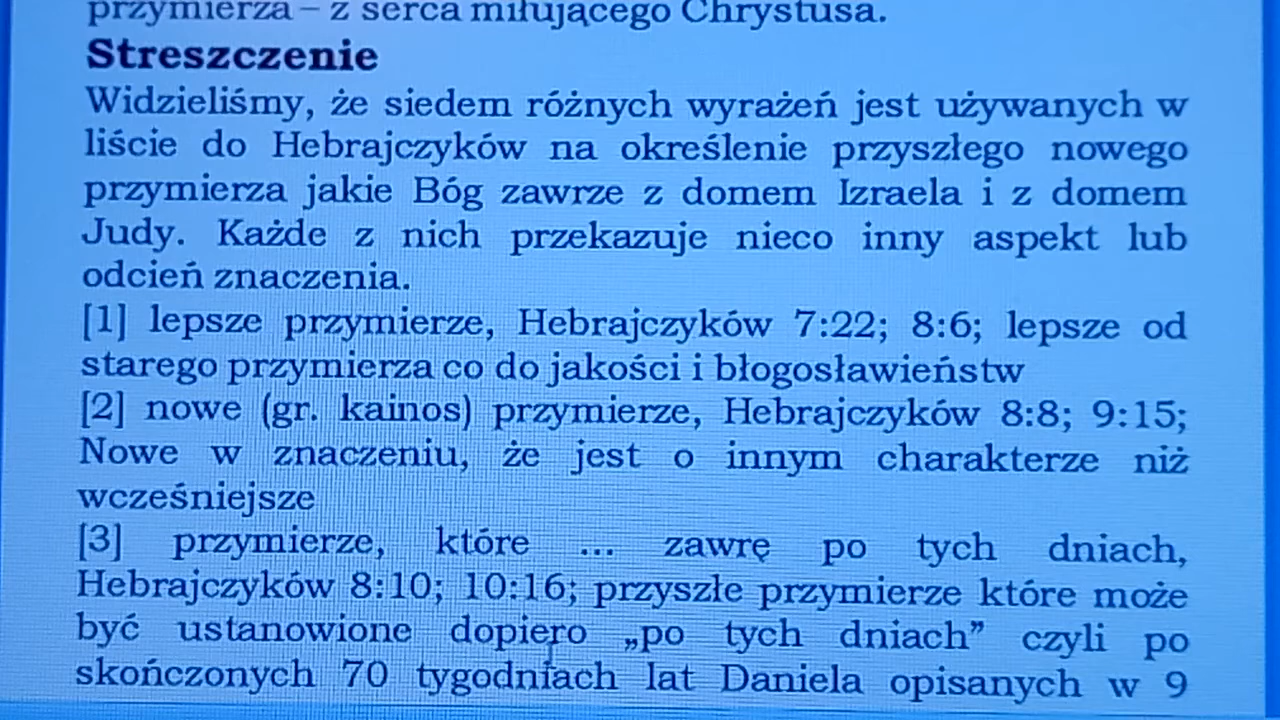 przymierza – z serca miłującego Chrystusa.
Streszczenie
Widzieliśmy, że siedem różnych wyrażeń jest używanych w
liście do Hebrajczyków na określenie przyszłego nowego
przymierza jakie Bóg zawrze z domem Izraela i z domem
Judy. Każde z nich przekazuje nieco inny aspekt lub
odcień znaczenia.
[1] lepsze przymierze, Hebrajczyków 7:22; 8:6; lepsze od
starego przymierza co do jakości i błogosławieństw
[2] nowe (gr. kainos) przymierze, Hebrajczyków 8:8; 9:15;
Nowe w znaczeniu, że jest o innym charakterze niż
wcześniejsze
[3] przymierze, które ... zawrę po tych dniach,
Hebrajczyków 8:10; 10:16; przyszłe przymierze które może
być ustanowione dopiero „po tych dniach” czyli po
skończonych 70 tygodniach lat Daniela opisanych w 9